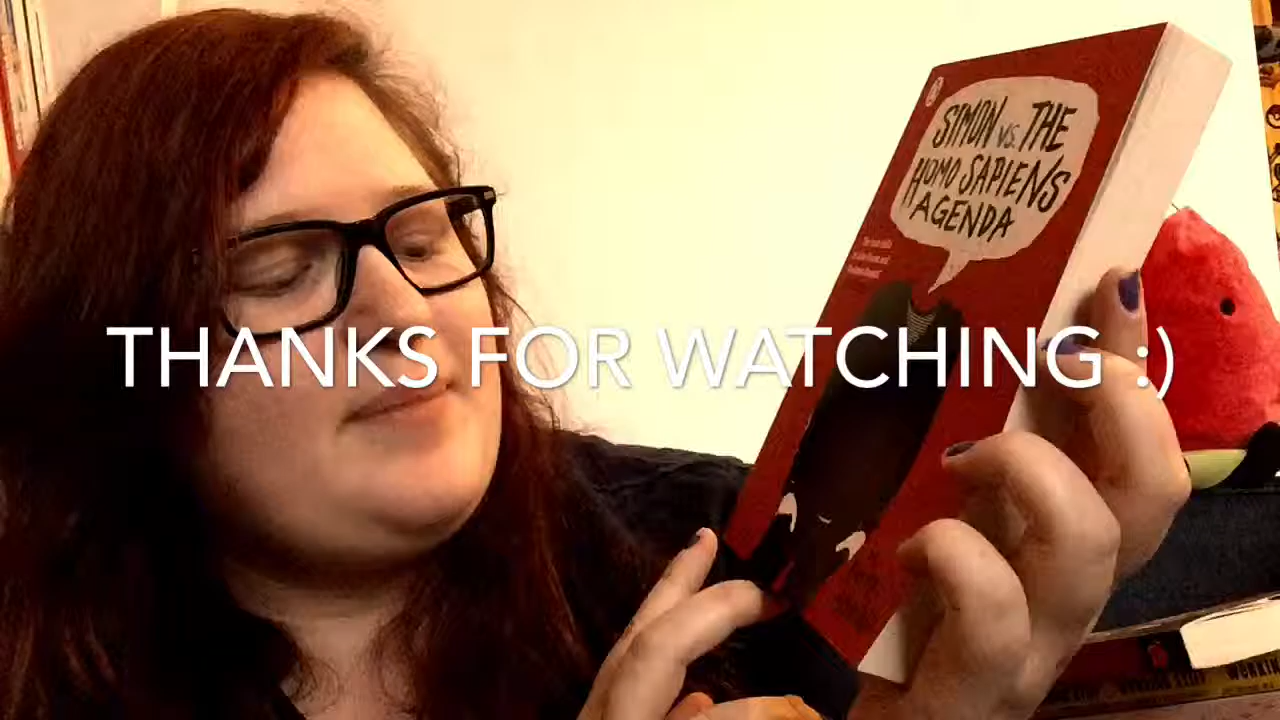 SIMON VS. THE
HOMO SAPIENS
AGENDA
THANKS FOR WATCHING :)